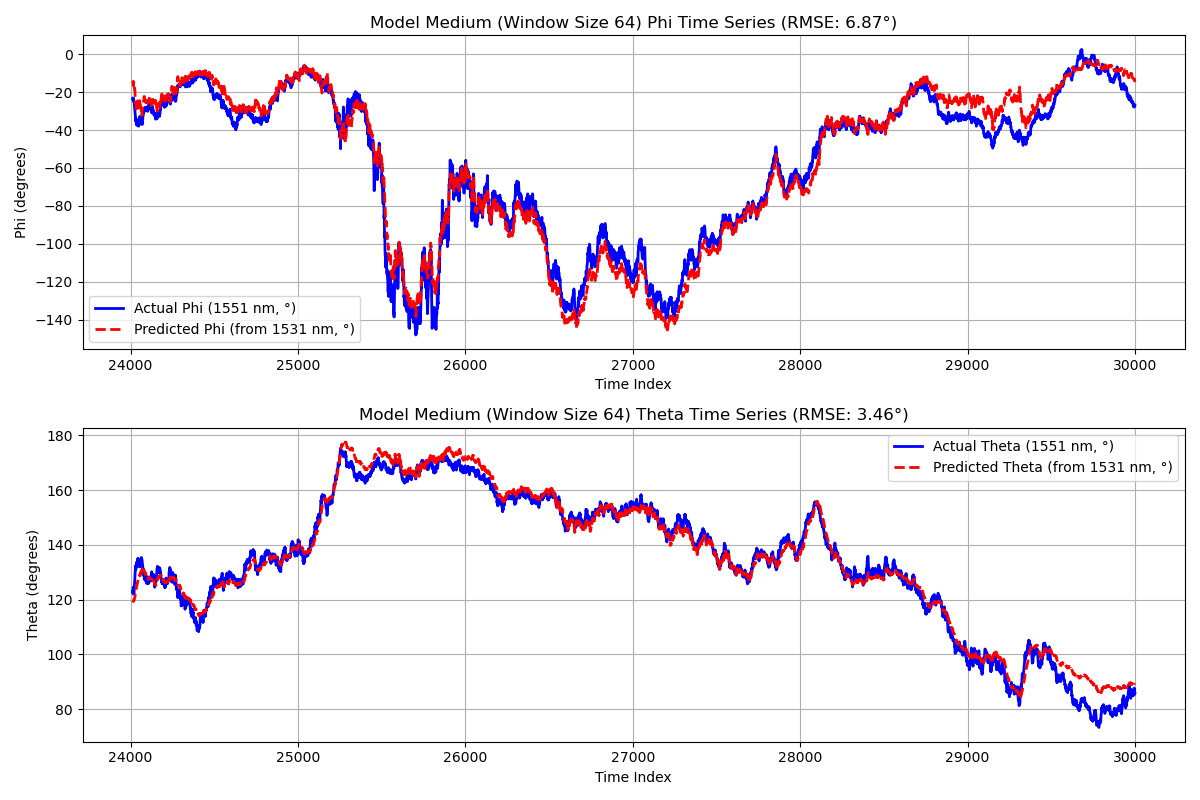 Model Medium (Window Size 64) Phi Time Series (RMSE: 6.87°)
Phi (degrees)
0
−20
−40
−60
−80
−100
−120
−140
Actual Phi (1551 nm, °)
Predicted Phi (from 1531 nm, °)
24000 25000 26000 27000 28000 29000 30000
Time Index
Model Medium (Window Size 64) Theta Time Series (RMSE: 3.46°)
Theta (degrees)
180
160
140
120
100
80
Actual Theta (1551 nm, °)
Predicted Theta (from 1531 nm, °)
24000 25000 26000 27000 28000 29000 30000
Time Index